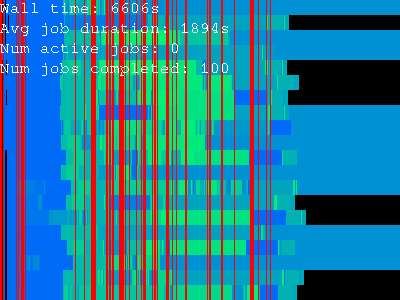 Wall time: 6606s
Avg job duration: 1894s
Num active jobs: 0
Num jobs completed: 100